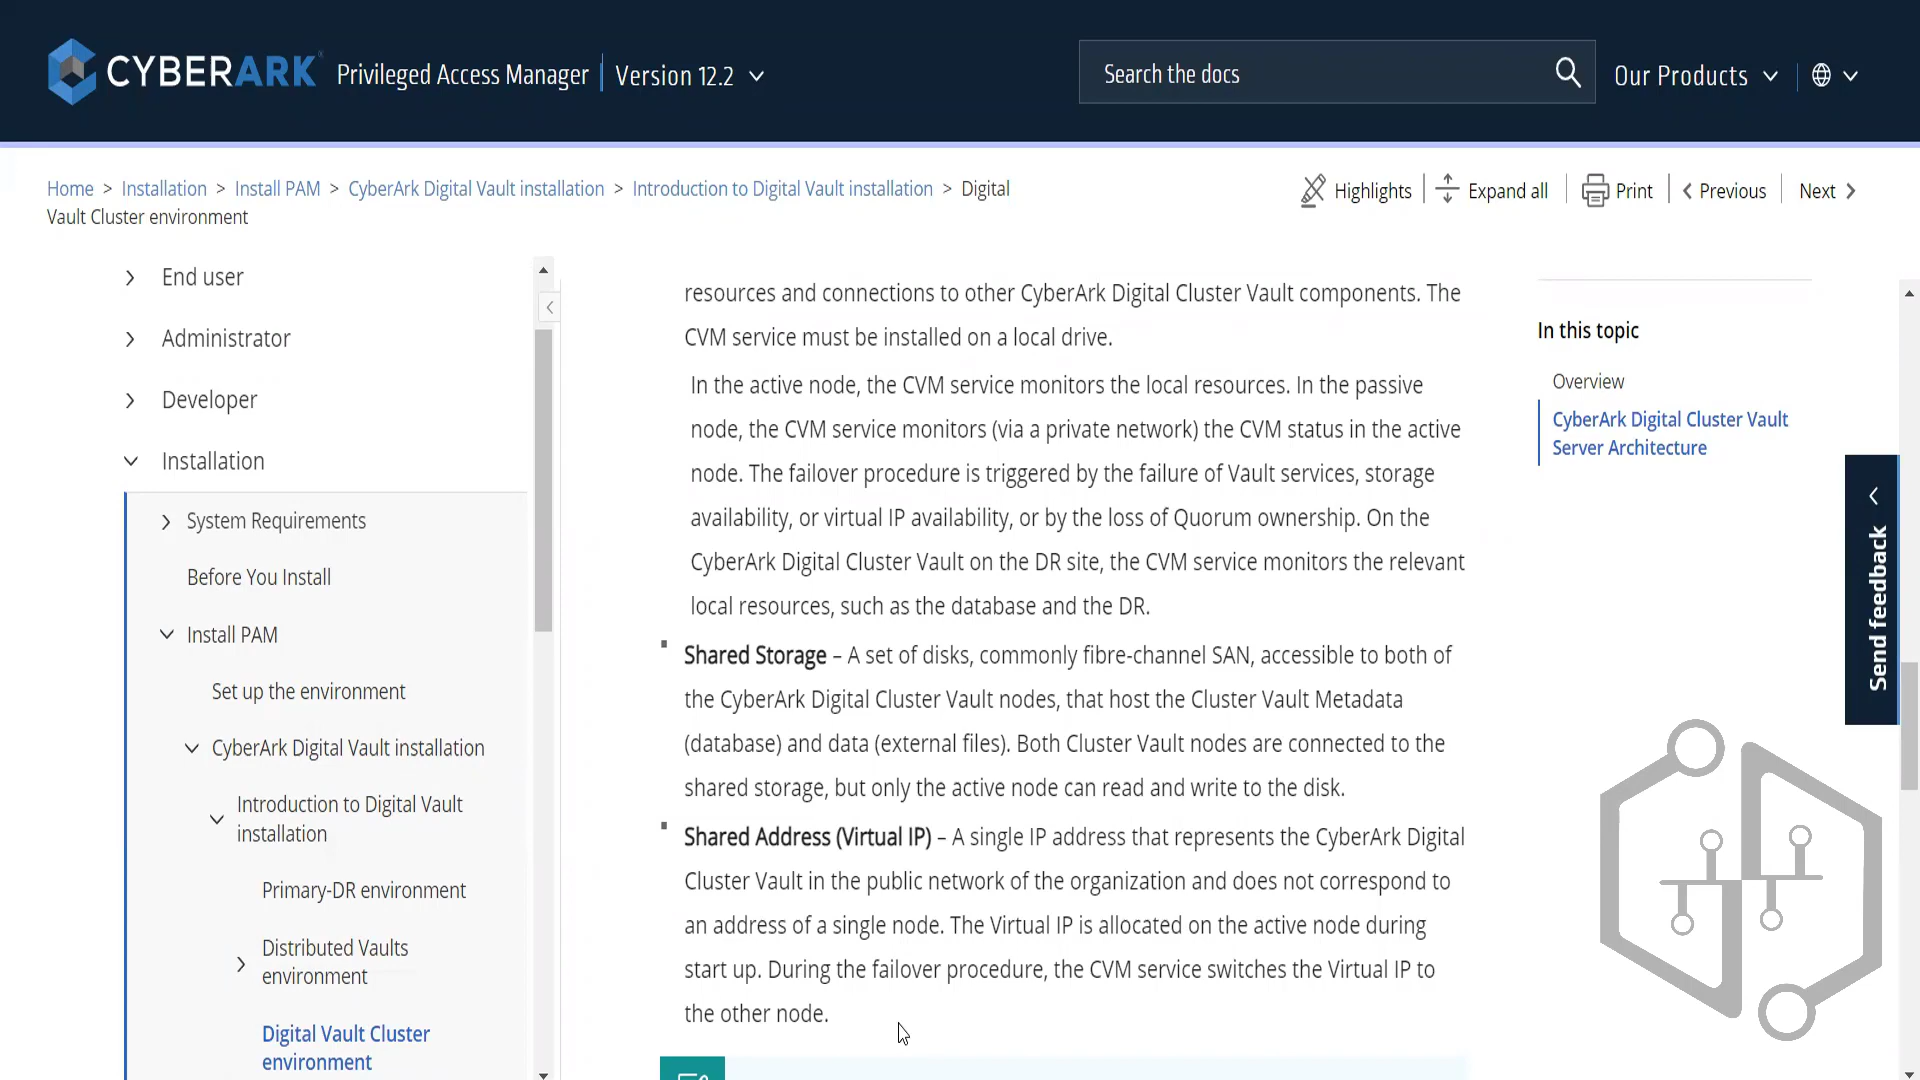 CYBERARK
Privileged Access Manager
Version 12.2
Search the docs
Our Products
Home > Installation > Install PAM > CyberArk Digital Vault installation > Introduction to Digital Vault installation > Digital
Vault Cluster environment
Highlights
Expand all
Print
Previous
Next
End user
Administrator
Developer
Installation
System Requirements
Before You Install
Install PAM
Set up the environment
CyberArk Digital Vault installation
Introduction to Digital Vault
installation
Primary-DR environment
Distributed Vaults
environment
Digital Vault Cluster
environment
resources and connections to other CyberArk Digital Cluster Vault components. The
CVM service must be installed on a local drive.
In the active node, the CVM service monitors the local resources. In the passive
node, the CVM service monitors (via a private network) the CVM status in the active
node. The failover procedure is triggered by the failure of Vault services, storage
availability, or virtual IP availability, or by the loss of Quorum ownership. On the
CyberArk Digital Cluster Vault on the DR site, the CVM service monitors the relevant
local resources, such as the database and the DR.
Shared Storage – A set of disks, commonly fibre-channel SAN, accessible to both of
the CyberArk Digital Cluster Vault nodes, that host the Cluster Vault Metadata
(database) and data (external files). Both Cluster Vault nodes are connected to the
shared storage, but only the active node can read and write to the disk.
Shared Address (Virtual IP) – A single IP address that represents the CyberArk Digital
Cluster Vault in the public network of the organization and does not correspond to
an address of a single node. The Virtual IP is allocated on the active node during
start up. During the failover procedure, the CVM service switches the Virtual IP to
the other node.
In this topic
Overview
CyberArk Digital Cluster Vault
Server Architecture
Send feedback